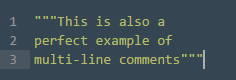 1 """This is also a
2 perfect example of
3 multi-line comments"""